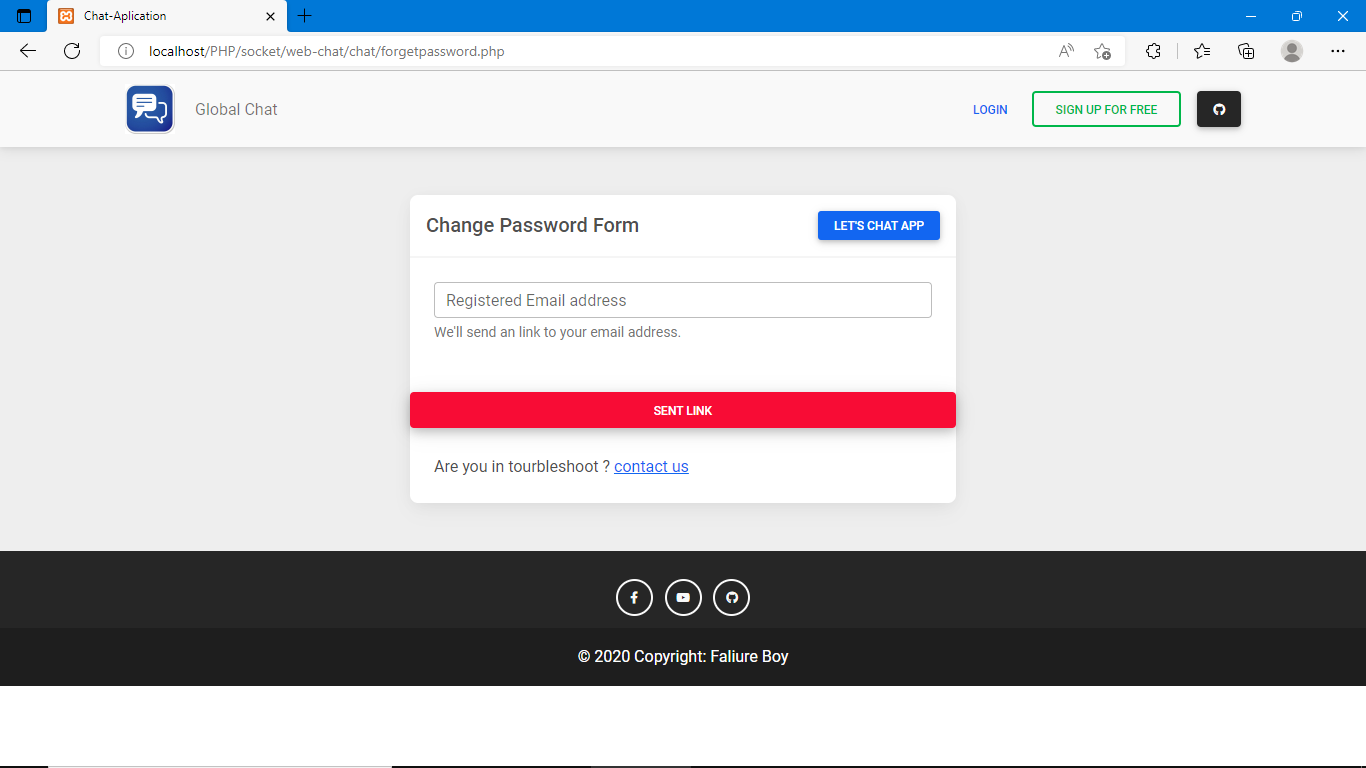 Chat-Aplication
localhost/PHP/socket/web-chat/chat/forgetpassword.php
Global Chat
LOGIN
SIGN UP FOR FREE
Change Password Form
LET'S CHAT APP
Registered Email address
We'll send an link to your email address.
SENT LINK
Are you in tourbleshoot ? contact us
© 2020 Copyright: Faliure Boy